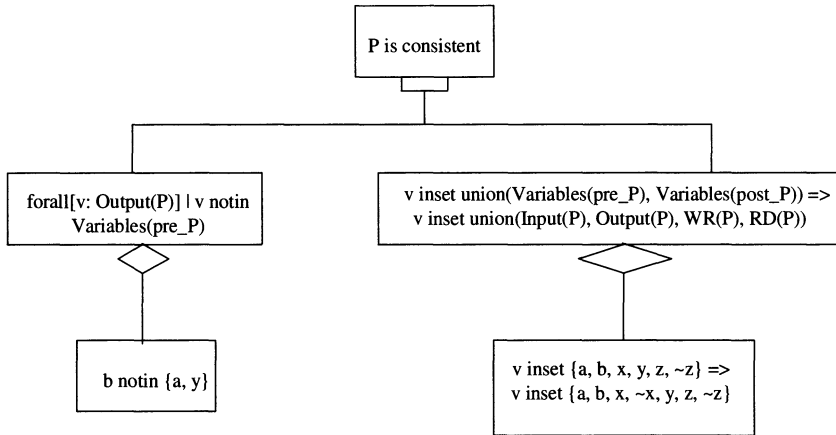 P is consistent
forall[v: Output(P)] | v notin
Variables(pre_P)
v inset union(Variables(pre_P), Variables(post_P)) =>
v inset union(Input(P), Output(P), WR(P), RD(P))
b notin {a, y}
v inset {a, b, x, y, z, ~z} =>
v inset {a, b, x, ~x, y, z, ~z}